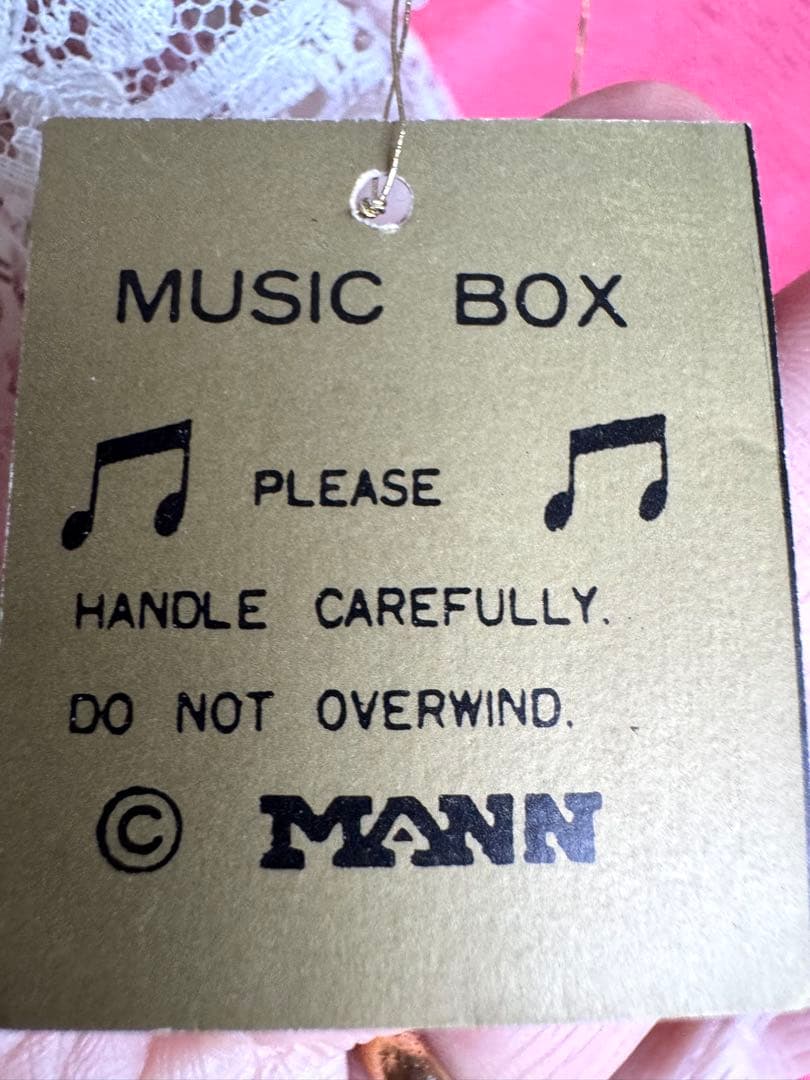 MUSIC BOX
PLEASE
HANDLE CAREFULLY.
DO NOT OVERWIND.
© MANN